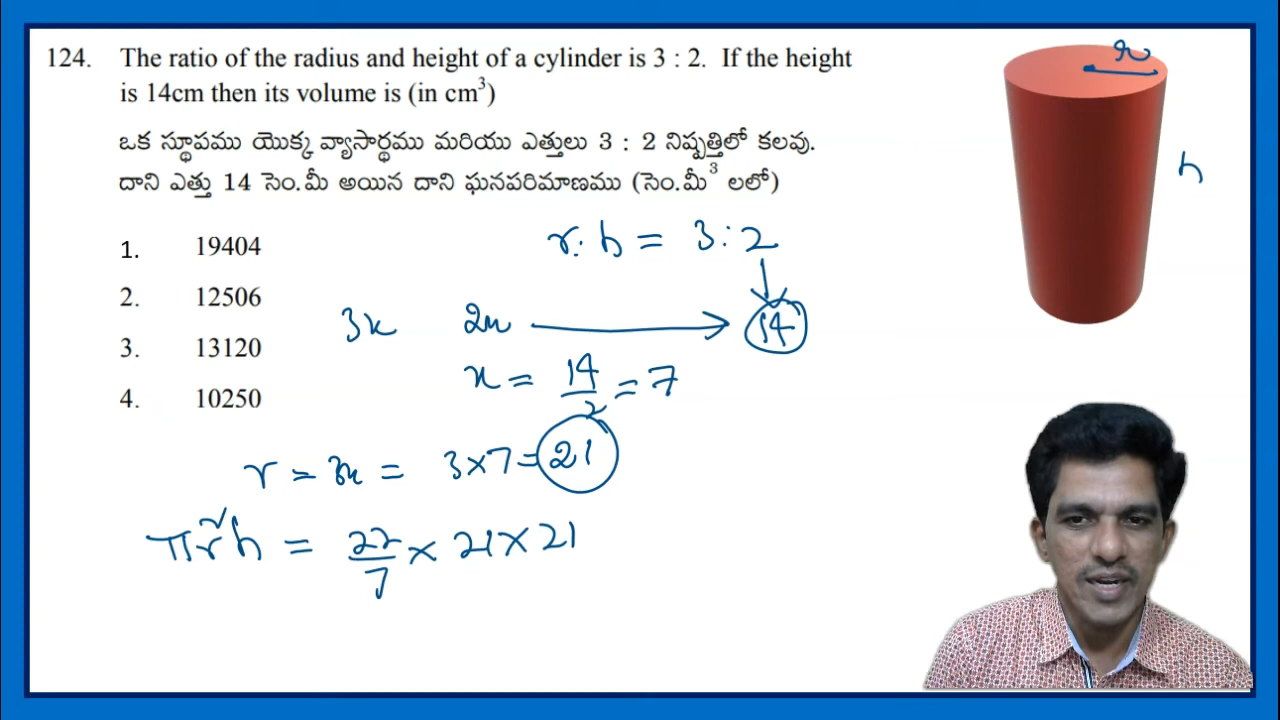 124. The ratio of the radius and height of a cylinder is 3 : 2. If the height
is 14cm then its volume is (in cm³)
ఒక స్థూపము యొక్క వ్యాసార్థము మరియు ఎత్తులు 3 : 2 నిష్పత్తిలో కలవు.
దాని ఎత్తు 14 సెం.మీ అయిన దాని ఘనపరిమాణము (సెం.మీ³ లలో)
1. 19404
2. 12506
3. 13120
4. 10250
r
h
r : h = 3 : 2
3x 2x 14
x = 14/2 = 7
r = 3x = 3×7 = 21
πr²h = 22/7 × 21 × 21